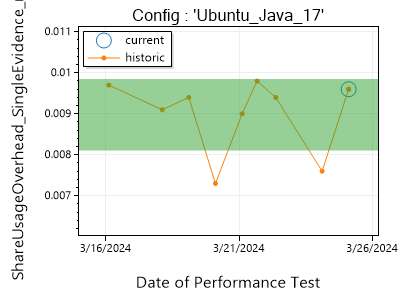 Config : 'Ubuntu_Java_17'
0.011
current
historic
0.01
0.009
0.008
0.007
3/16/2024
3/21/2024
3/26/2024
Date of Performance Test
ShareUsageOverhead_SingleEvidence_